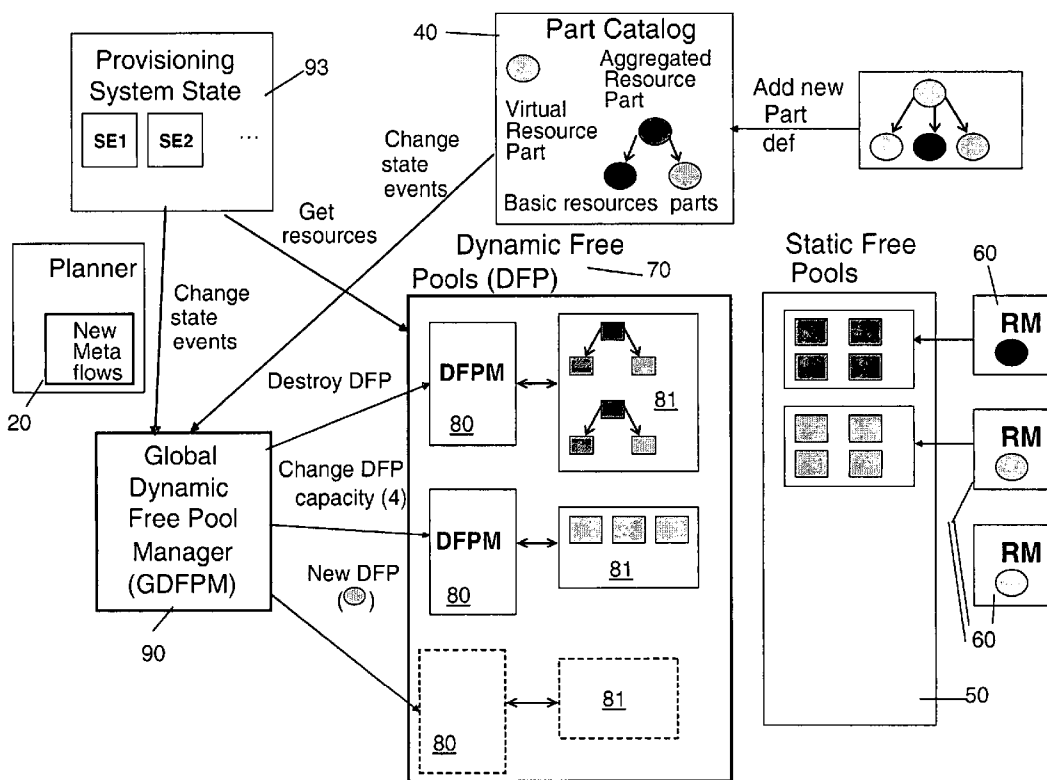 Provisioning
System State
93
SE1 SE2 ...
40
Part Catalog
Aggregated
Resource
Part
Virtual
Resource
Part
Basic resources parts
Add new
Part
def
Change
state
events
Get
resources
Planner
New
Meta
flows
20
Change
state
events
Dynamic Free
Pools (DFP)
70
Static Free
Pools
60
RM
RM
RM
60
50
Destroy DFP
DFPM
80
81
Global
Dynamic
Free Pool
Manager
(GDFPM)
90
Change DFP
capacity (4)
DFPM
80
81
New DFP
( )
80
81